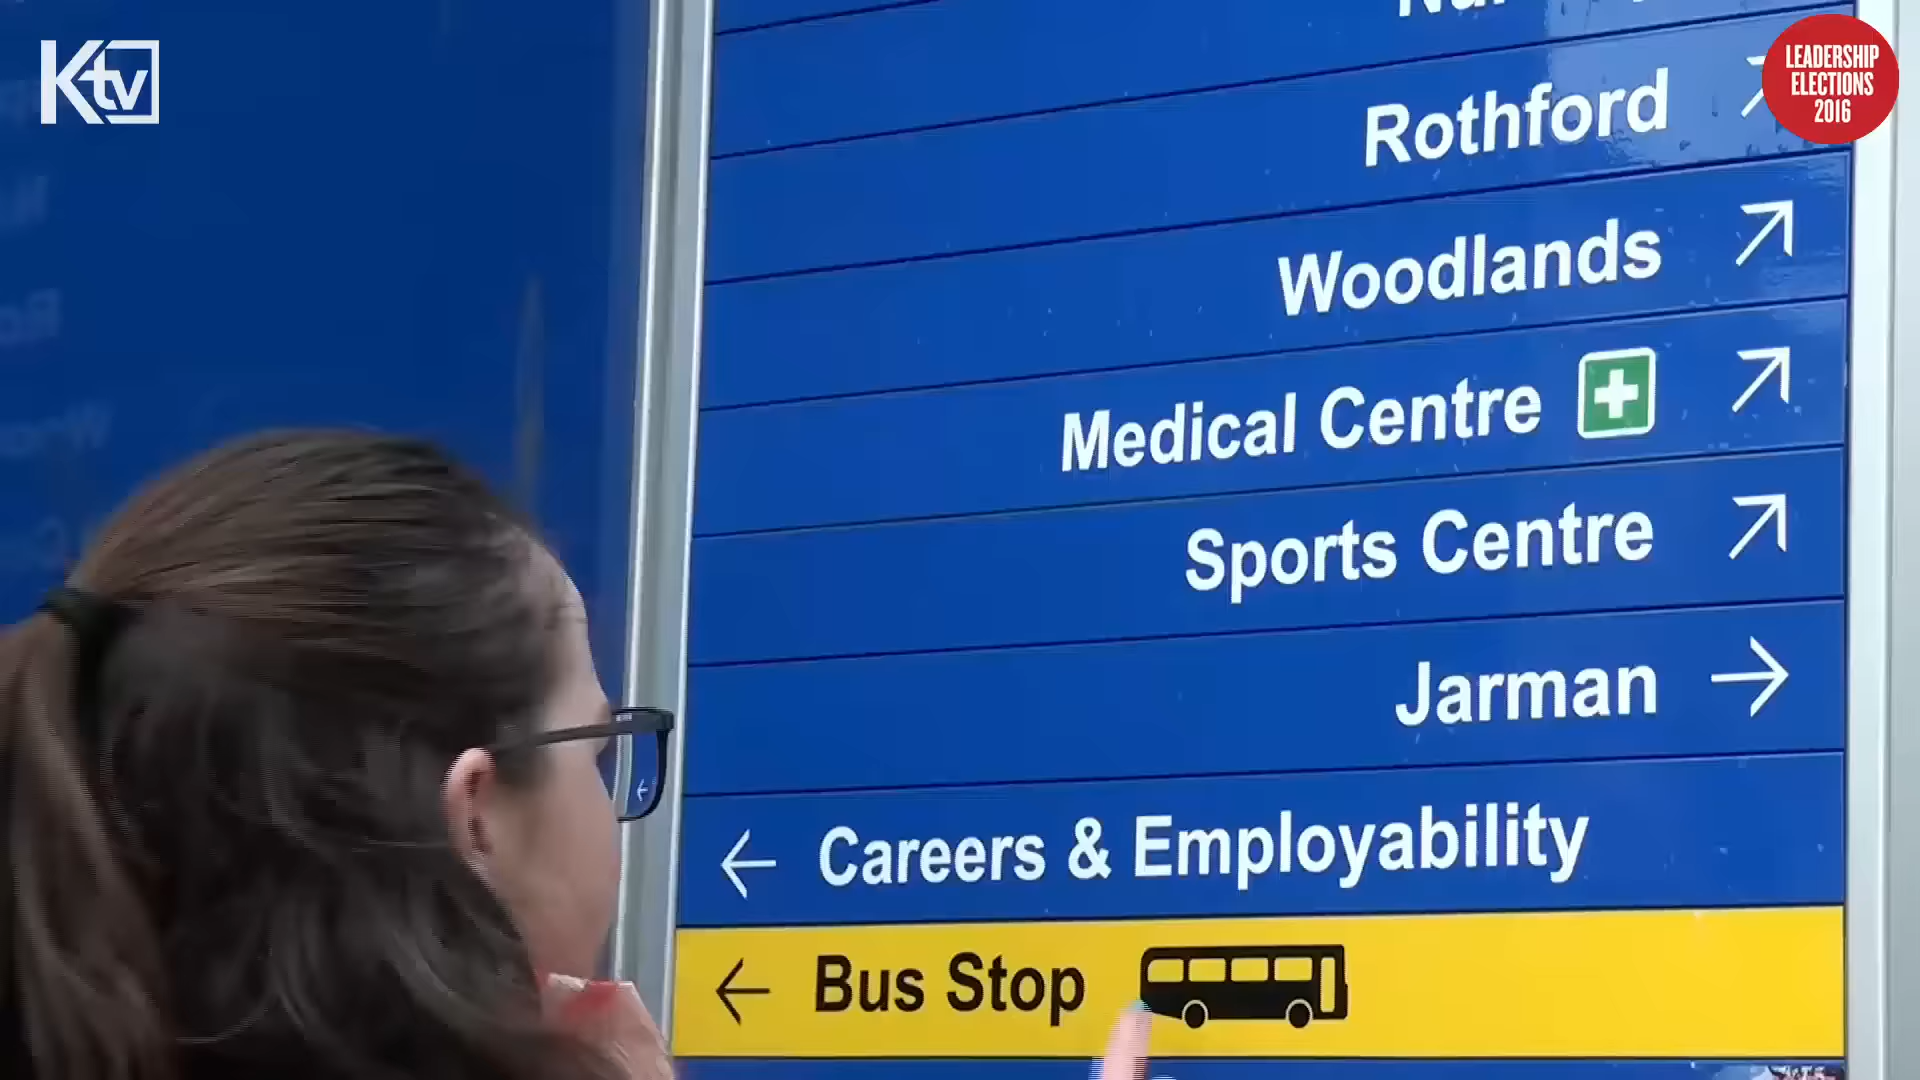 Ktv
LEADERSHIP
ELECTIONS
2016
Rothford
Woodlands
Medical Centre
Sports Centre
Jarman
Careers & Employability
Bus Stop